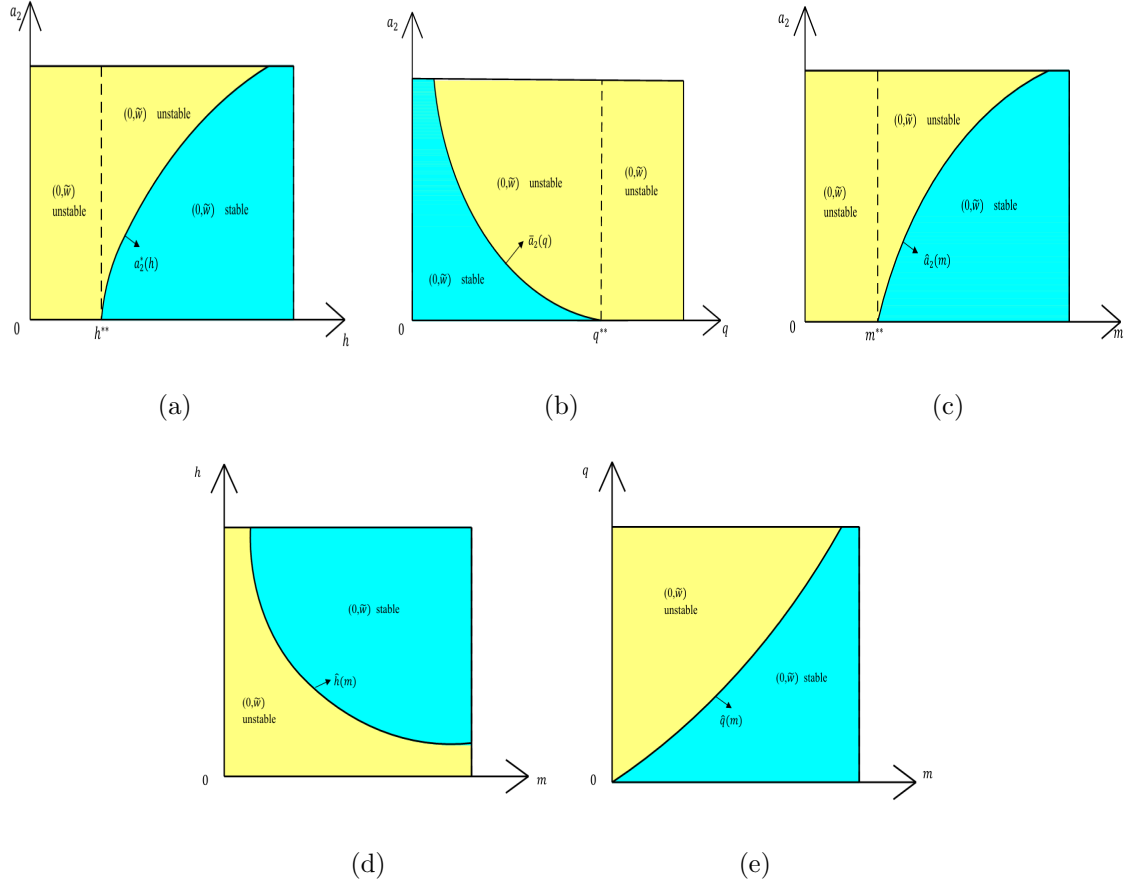 a₂
(0,w̃) unstable
(0,w̃)
unstable
(0,w̃) stable
a₂*(h)
0
h**
h
(a)
a₂
(0,w̃) unstable
(0,w̃)
unstable
ā₂(q)
(0,w̃) stable
0
q**
q
(b)
a₂
(0,w̃) unstable
(0,w̃)
unstable
(0,w̃) stable
â₂(m)
0
m**
m
(c)
h
(0,w̃) stable
ĥ(m)
(0,w̃)
unstable
0
m
(d)
q
(0,w̃)
unstable
(0,w̃) stable
q̂(m)
0
m
(e)